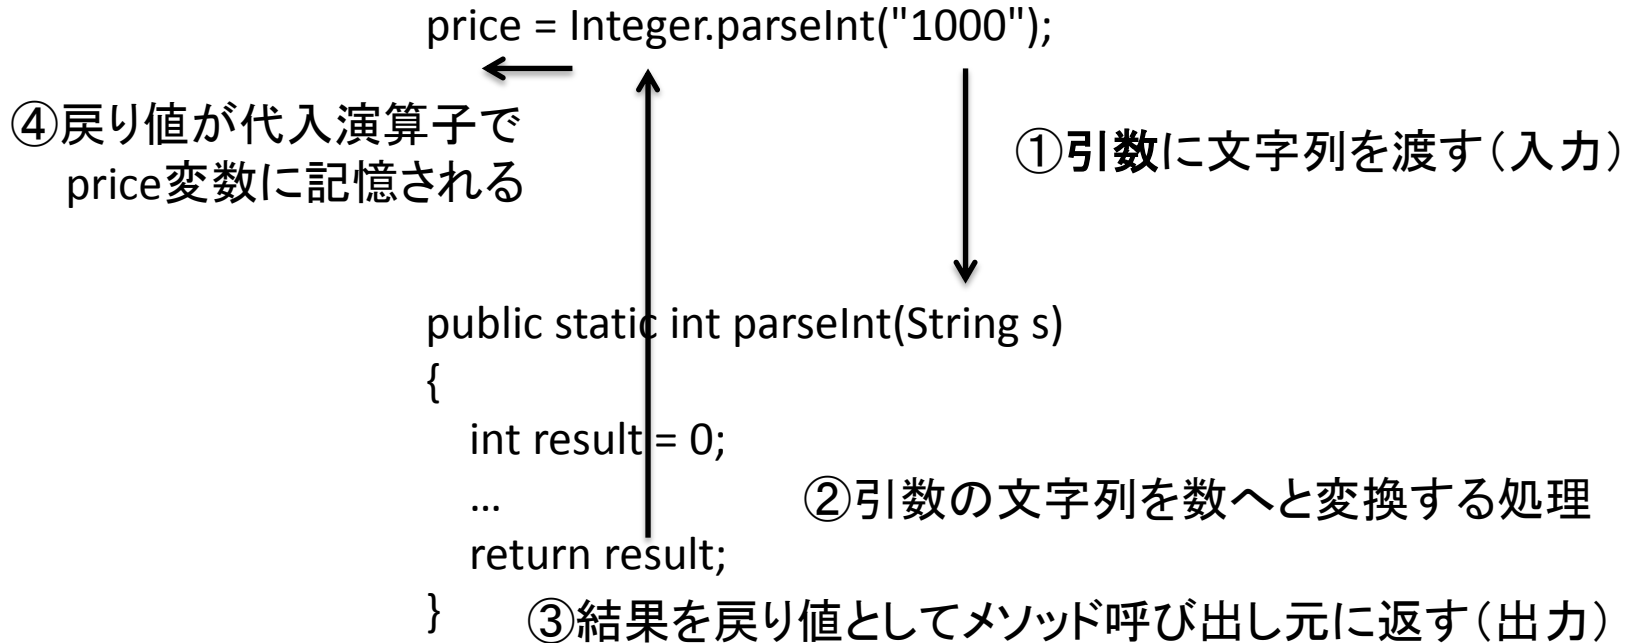 price = Integer.parseInt("1000");
④戻り値が代入演算子で
price変数に記憶される
①引数に文字列を渡す（入力）
public static int parseInt(String s)
{
int result = 0;
...
②引数の文字列を数へと変換する処理
return result;
}
③結果を戻り値としてメソッド呼び出し元に返す（出力）